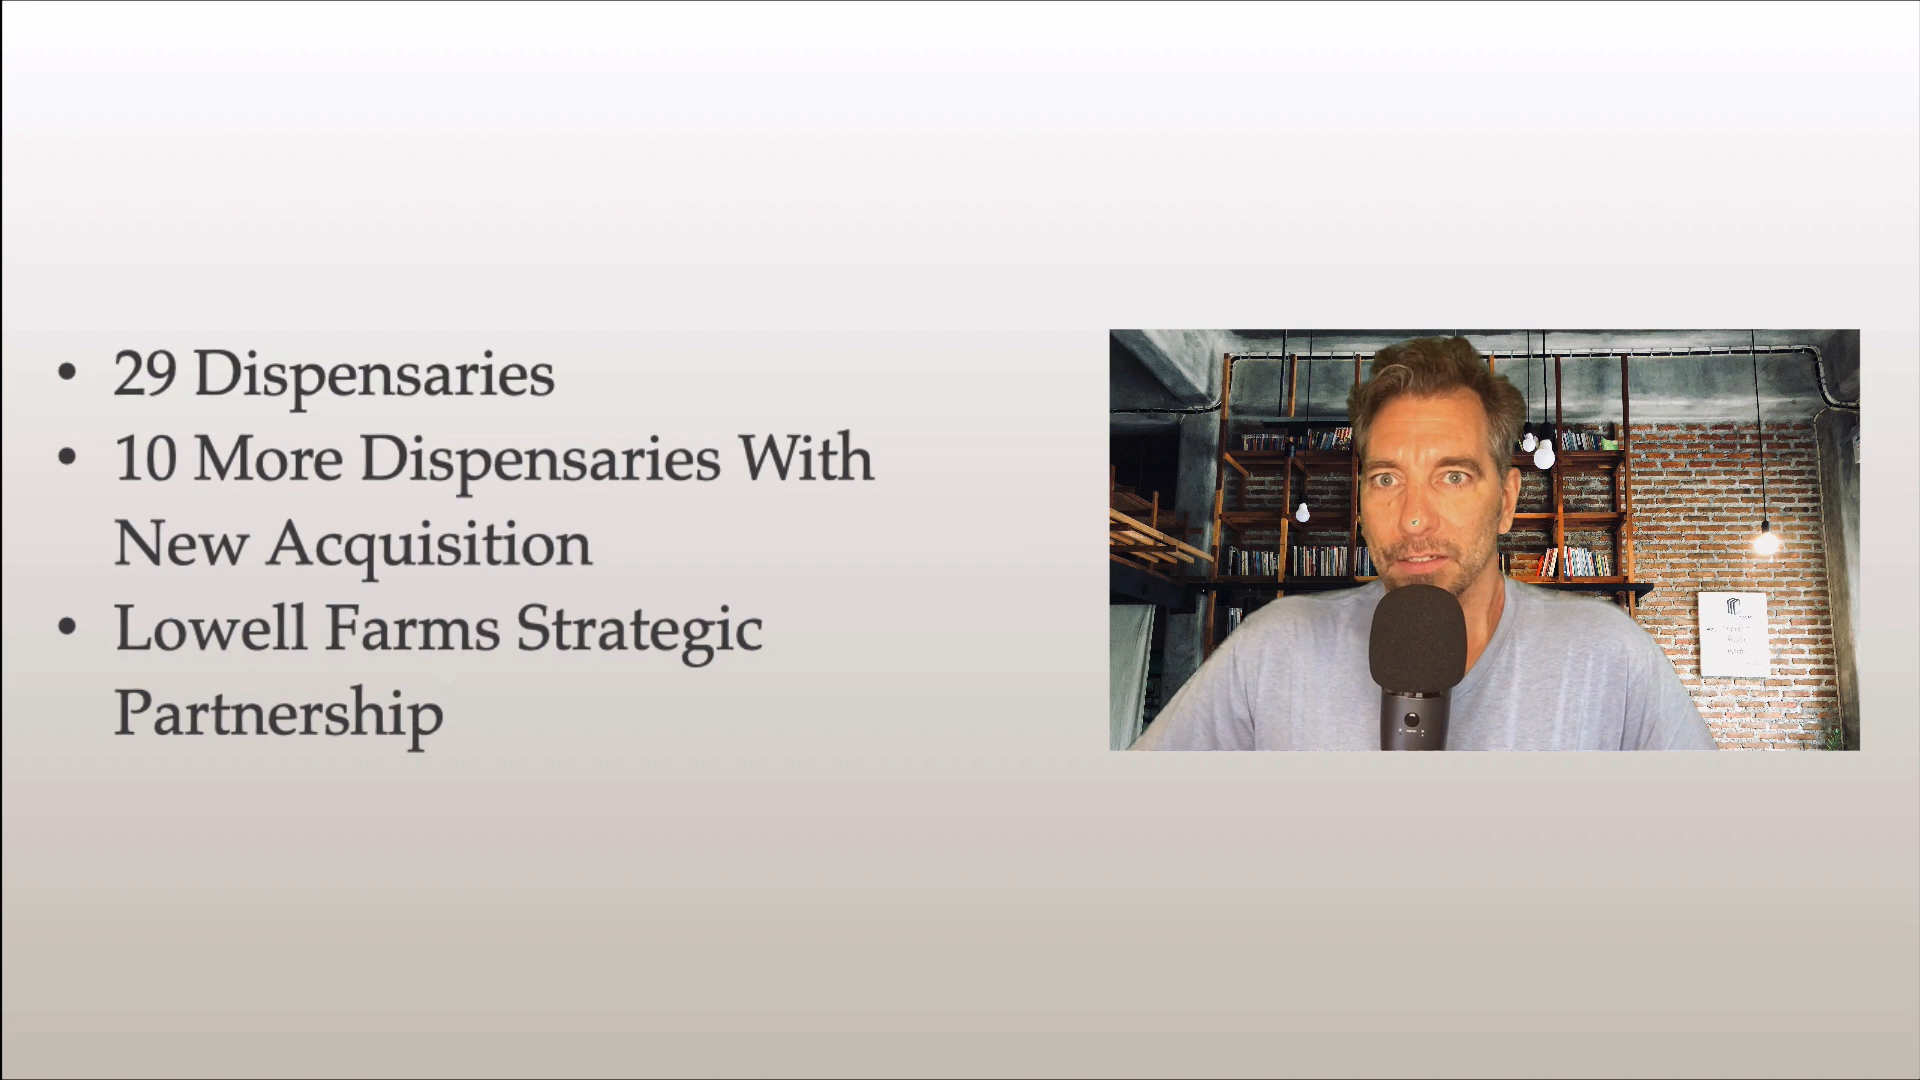 • 29 Dispensaries
• 10 More Dispensaries With
New Acquisition
• Lowell Farms Strategic
Partnership